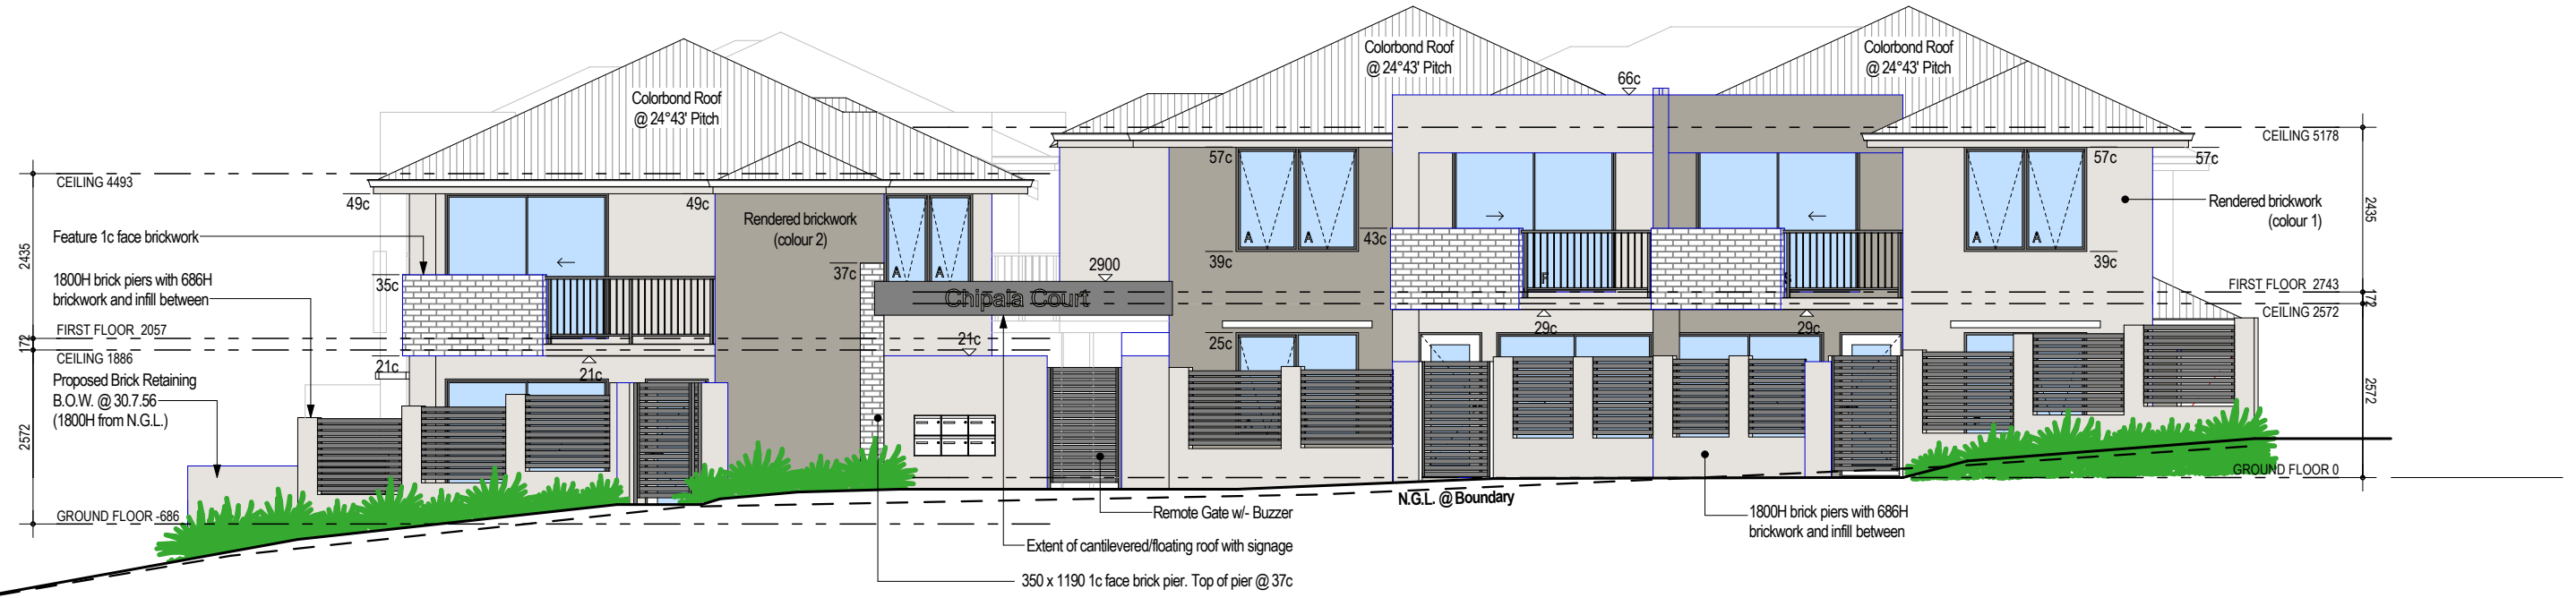 Colorbond Roof
@ 24°43' Pitch
Colorbond Roof
@ 24°43' Pitch
Colorbond Roof
@ 24°43' Pitch
66c
CEILING 4493
49c
49c
Rendered brickwork
(colour 2)
Feature 1c face brickwork
1800H brick piers with 686H
brickwork and infill between
35c
FIRST FLOOR 2057
CEILING 1886
21c
21c
Proposed Brick Retaining
B.O.W. @ 30.7.56
(1800H from N.G.L.)
GROUND FLOOR -686
2435
172
2572
37c
A
A
2900
Chipala Court
21c
57c
A
A
39c
43c
25c
29c
29c
F
57c
57c
A
A
39c
CEILING 5178
Rendered brickwork
(colour 1)
FIRST FLOOR 2743
CEILING 2572
GROUND FLOOR 0
2435
172
2572
N.G.L. @ Boundary
Remote Gate w/- Buzzer
Extent of cantilevered/floating roof with signage
350 x 1190 1c face brick pier. Top of pier @ 37c
1800H brick piers with 686H
brickwork and infill between